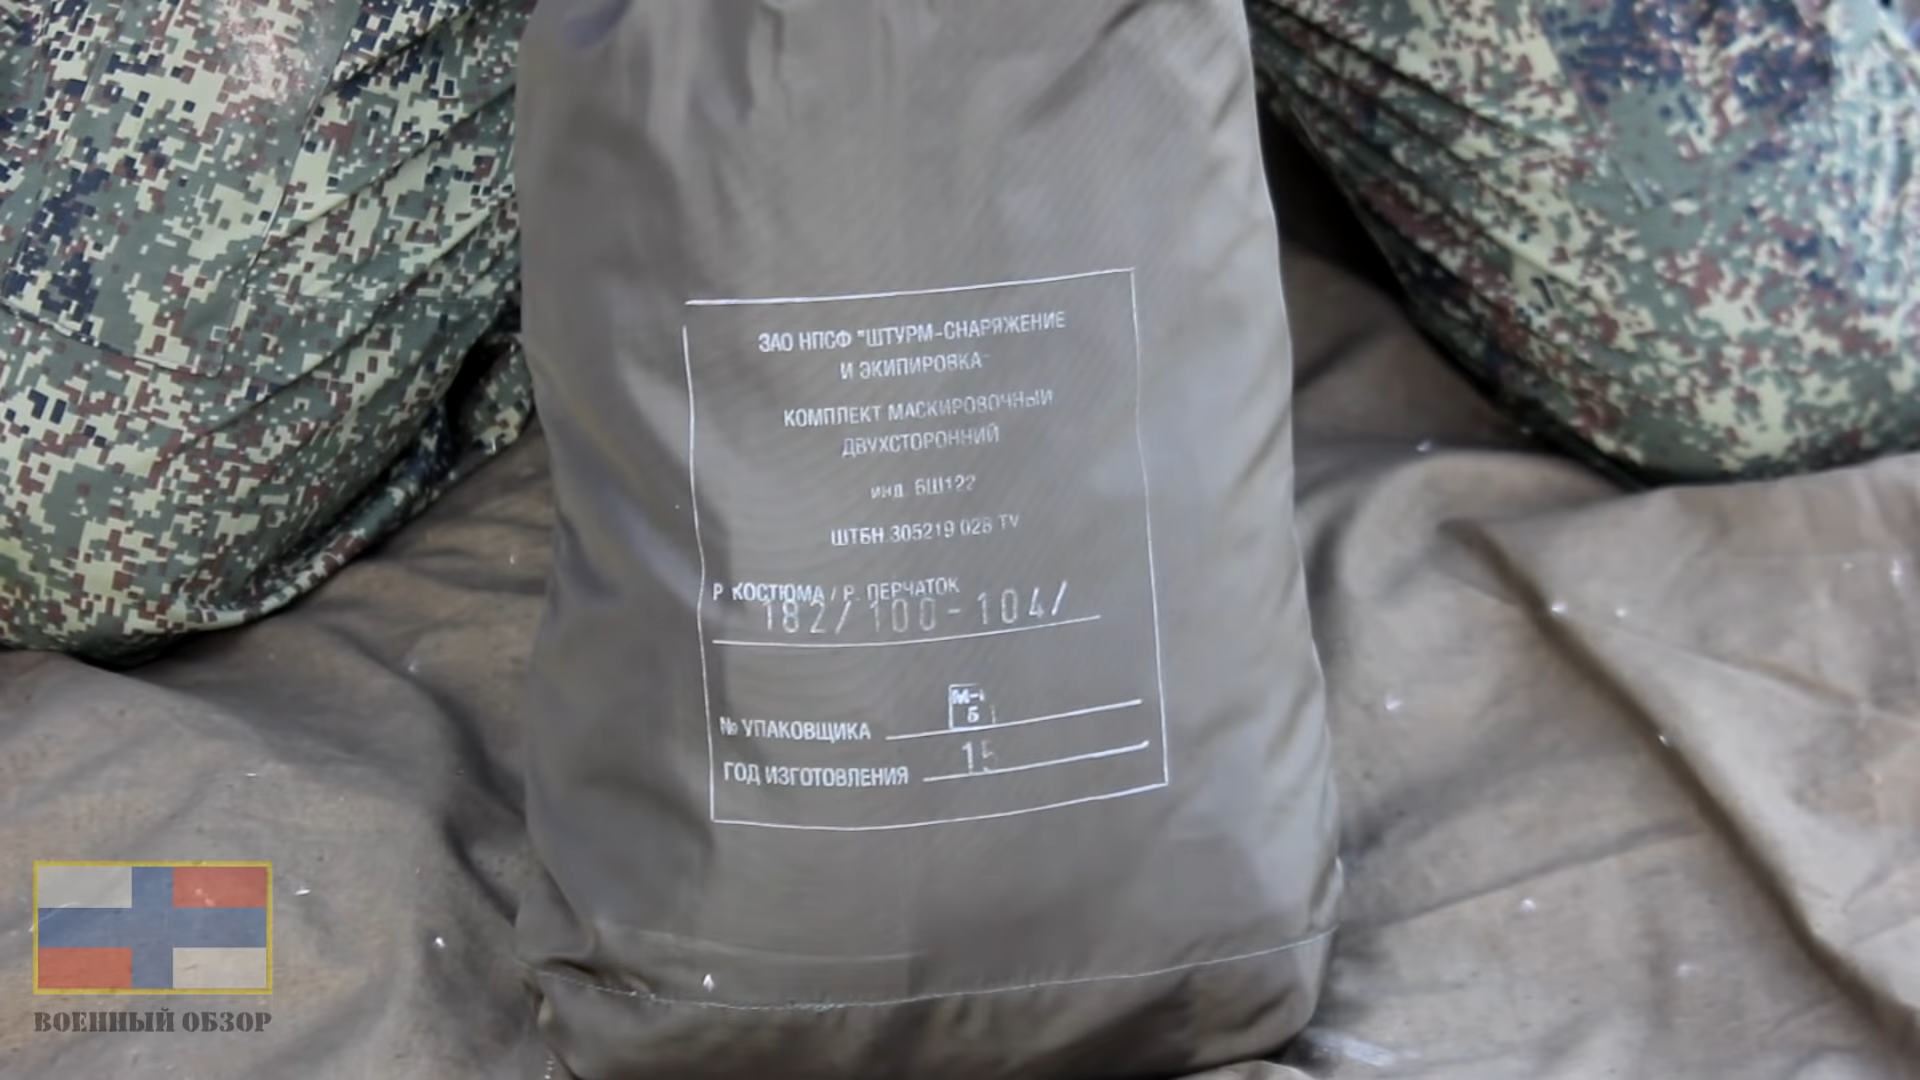 ЗАО НПСФ "ШТУРМ-СНАРЯЖЕНИЕ
И ЭКИПИРОВКА"
КОМПЛЕКТ МАСКИРОВОЧНЫЙ
ДВУХСТОРОННИЙ
инд. 6Ш122
ШТБН.305219.028 ТУ
Р. КОСТЮМА / Р. ПЕРЧАТОК
182/100-104/
№ УПАКОВЩИКА
М-
5
ГОД ИЗГОТОВЛЕНИЯ 15
ВОЕННЫЙ ОБЗОР